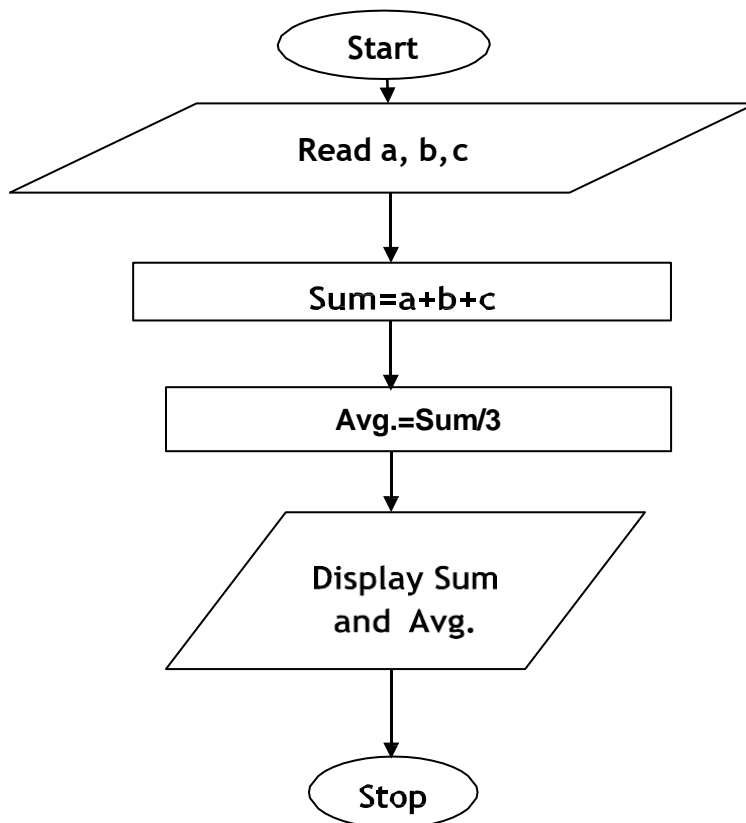 Start
Read a, b, c
Sum=a+b+c
Avg.=Sum/3
Display Sum
and Avg.
Stop